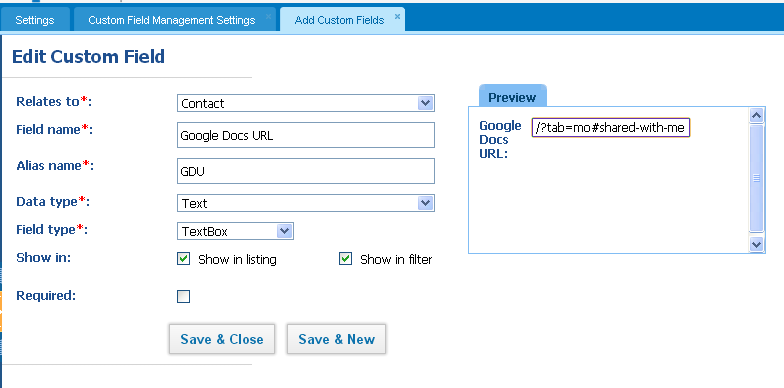 Settings
Custom Field Management Settings
Add Custom Fields
Edit Custom Field
Relates to*:
Contact
Field name*:
Google Docs URL
Alias name*:
GDU
Data type*:
Text
Field type*:
TextBox
Show in:
Show in listing
Show in filter
Required:
Save & Close
Save & New
Preview
Google
Docs
URL:
/?tab=mo#shared-with-me